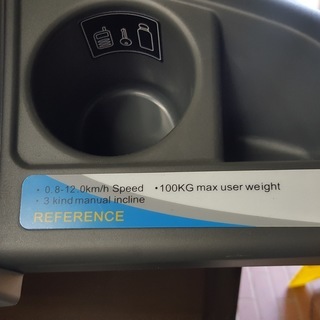 · 0.8-12.0km/h Speed · 100KG max user weight
· 3 kind manual incline
REFERENCE